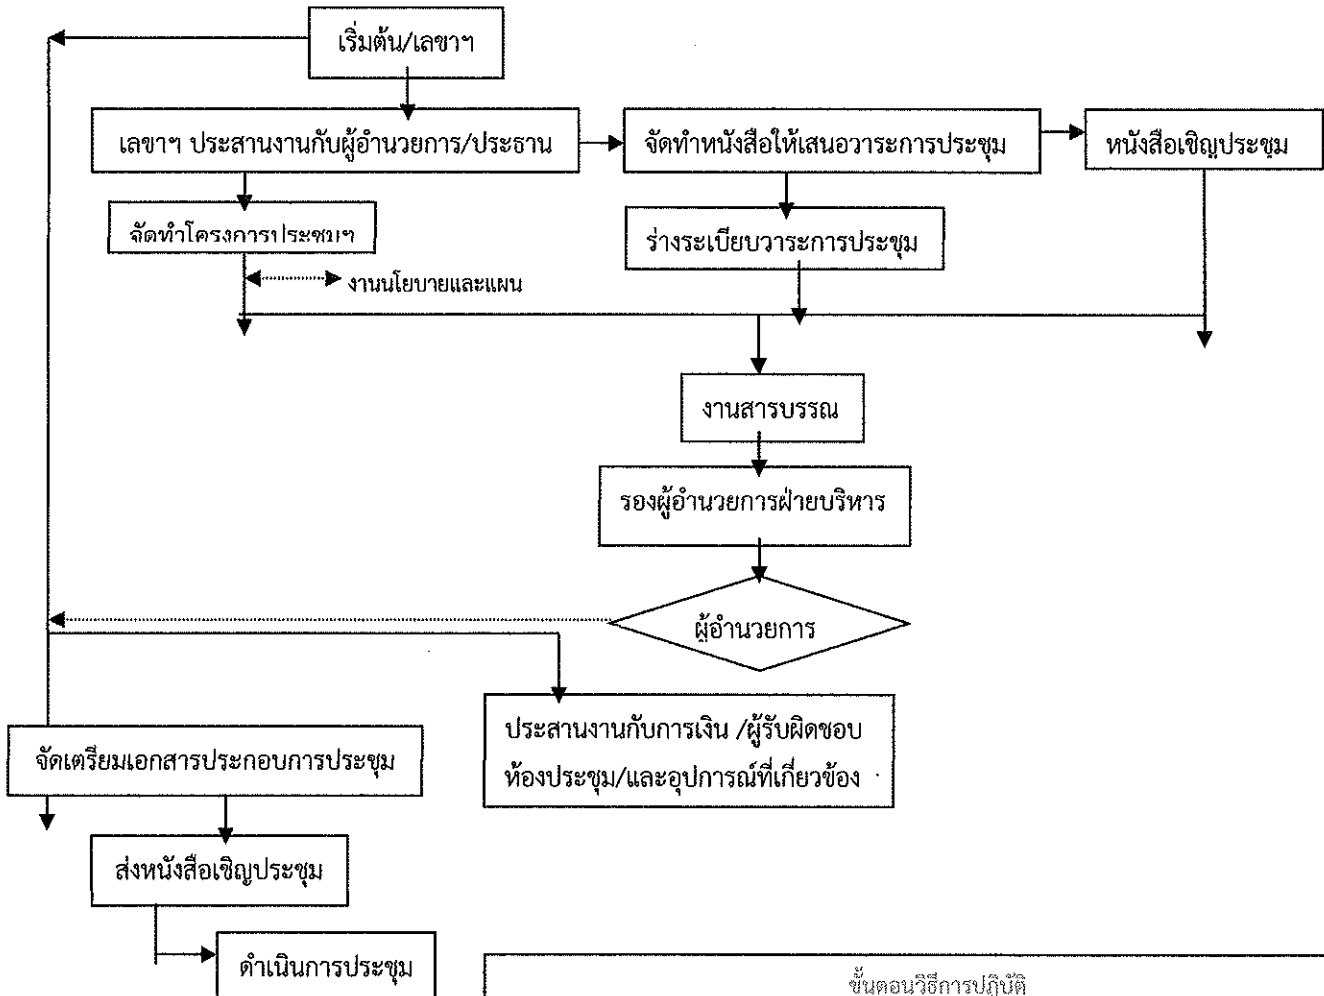 เริ่มต้น/เลขาฯ
เลขาฯ ประสานงานกับผู้อำนวยการ/ประธาน
จัดทำหนังสือให้เสนอวาระการประชุม
หนังสือเชิญประชุม
จัดทำโครงการประชุมฯ
ร่างระเบียบวาระการประชุม
งานนโยบายและแผน
งานสารบรรณ
รองผู้อำนวยการฝ่ายบริหาร
ผู้อำนวยการ
ประสานงานกับการเงิน /ผู้รับผิดชอบ
ห้องประชุม/และอุปการณ์ที่เกี่ยวข้อง
จัดเตรียมเอกสารประกอบการประชุม
ส่งหนังสือเชิญประชุม
ดำเนินการประชุม
ขั้นตอนวิธีการปฏิบัติ